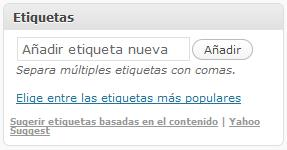 Etiquetas
Añadir etiqueta nueva Añadir
Separa múltiples etiquetas con comas.
Elige entre las etiquetas más populares
Sugerir etiquetas basadas en el contenido | Yahoo
Suggest